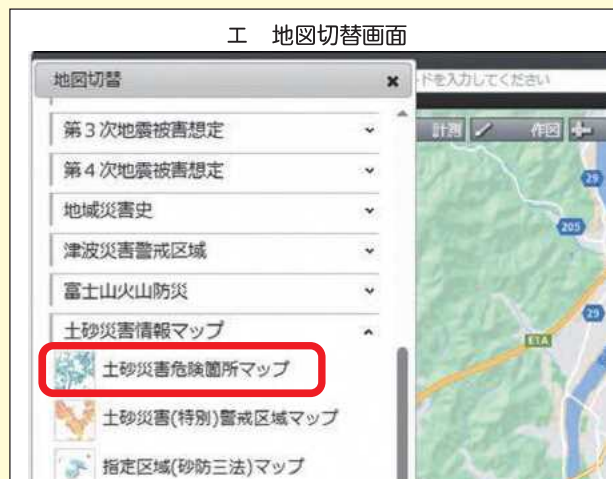 エ 地図切替画面
地図切替 ×
ドを入力してください
計測 作図
第3次地震被害想定
第4次地震被害想定
地域災害史
津波災害警戒区域
富士山火山防災
土砂災害情報マップ
土砂災害危険箇所マップ
土砂災害(特別)警戒区域マップ
指定区域(砂防三法)マップ
29
205
29
E1A